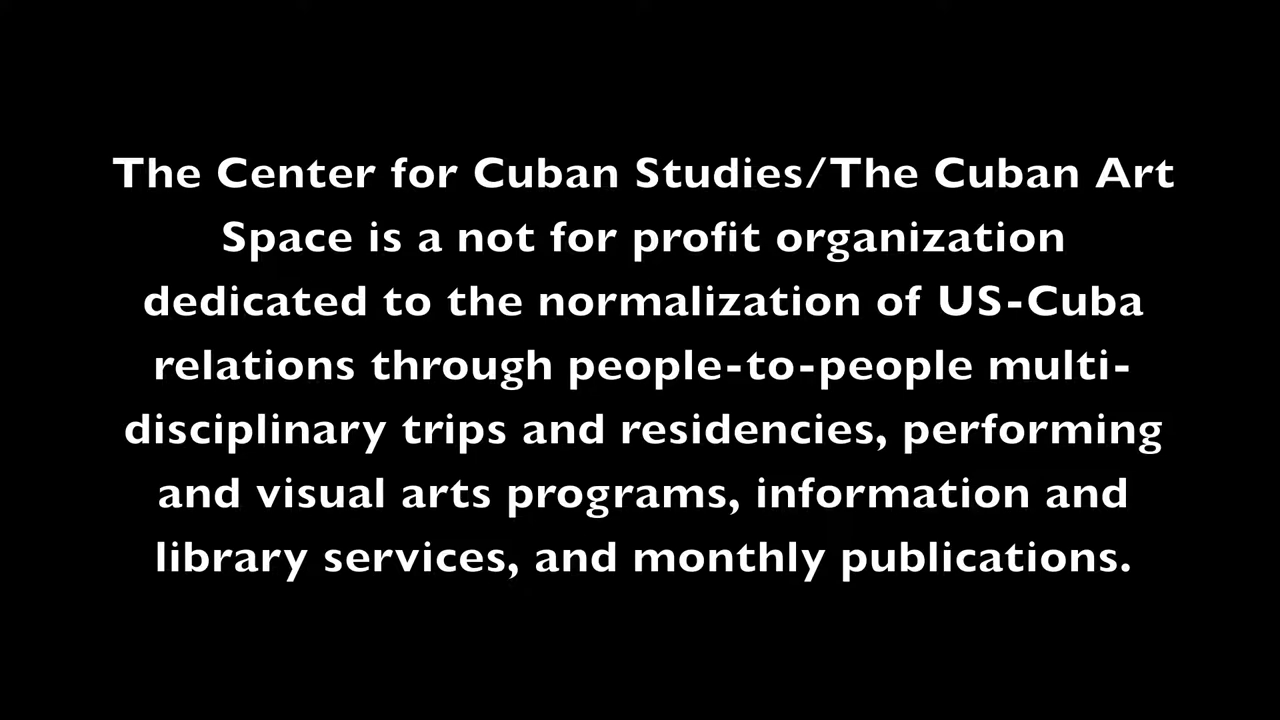 The Center for Cuban Studies/The Cuban Art
Space is a not for profit organization
dedicated to the normalization of US-Cuba
relations through people-to-people multi-
disciplinary trips and residencies, performing
and visual arts programs, information and
library services, and monthly publications.